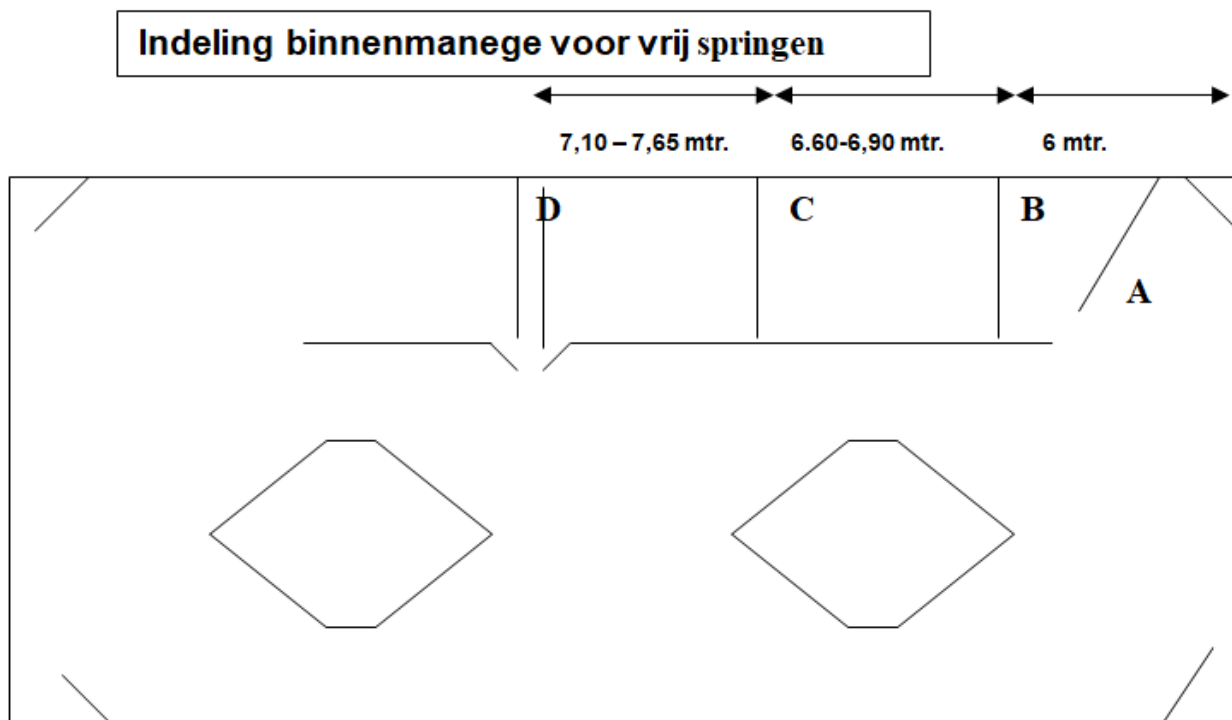 Indeling binnenmanege voor vrij springen
7,10 – 7,65 mtr. 6.60-6,90 mtr. 6 mtr.
D C B
A